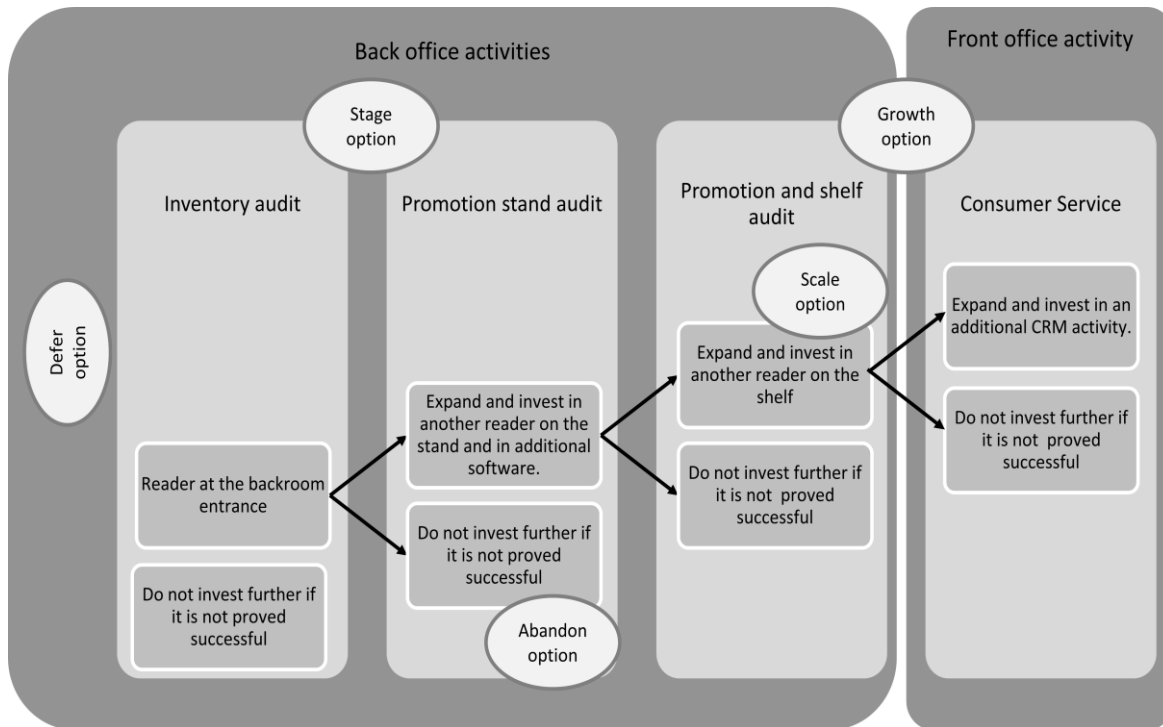 Back office activities
Front office activity
Stage
option
Growth
option
Inventory audit
Promotion stand audit
Promotion and shelf
audit
Consumer Service
Defer
option
Scale
option
Reader at the backroom
entrance
Do not invest further if
it is not proved
successful
Expand and invest in
another reader on the
stand and in additional
software.
Do not invest further if
it is not proved
successful
Abandon
option
Expand and invest in
another reader on the
shelf
Do not invest further if
it is not  proved
successful
Expand and invest in an
additional CRM activity.
Do not invest further if
it is not  proved
successful